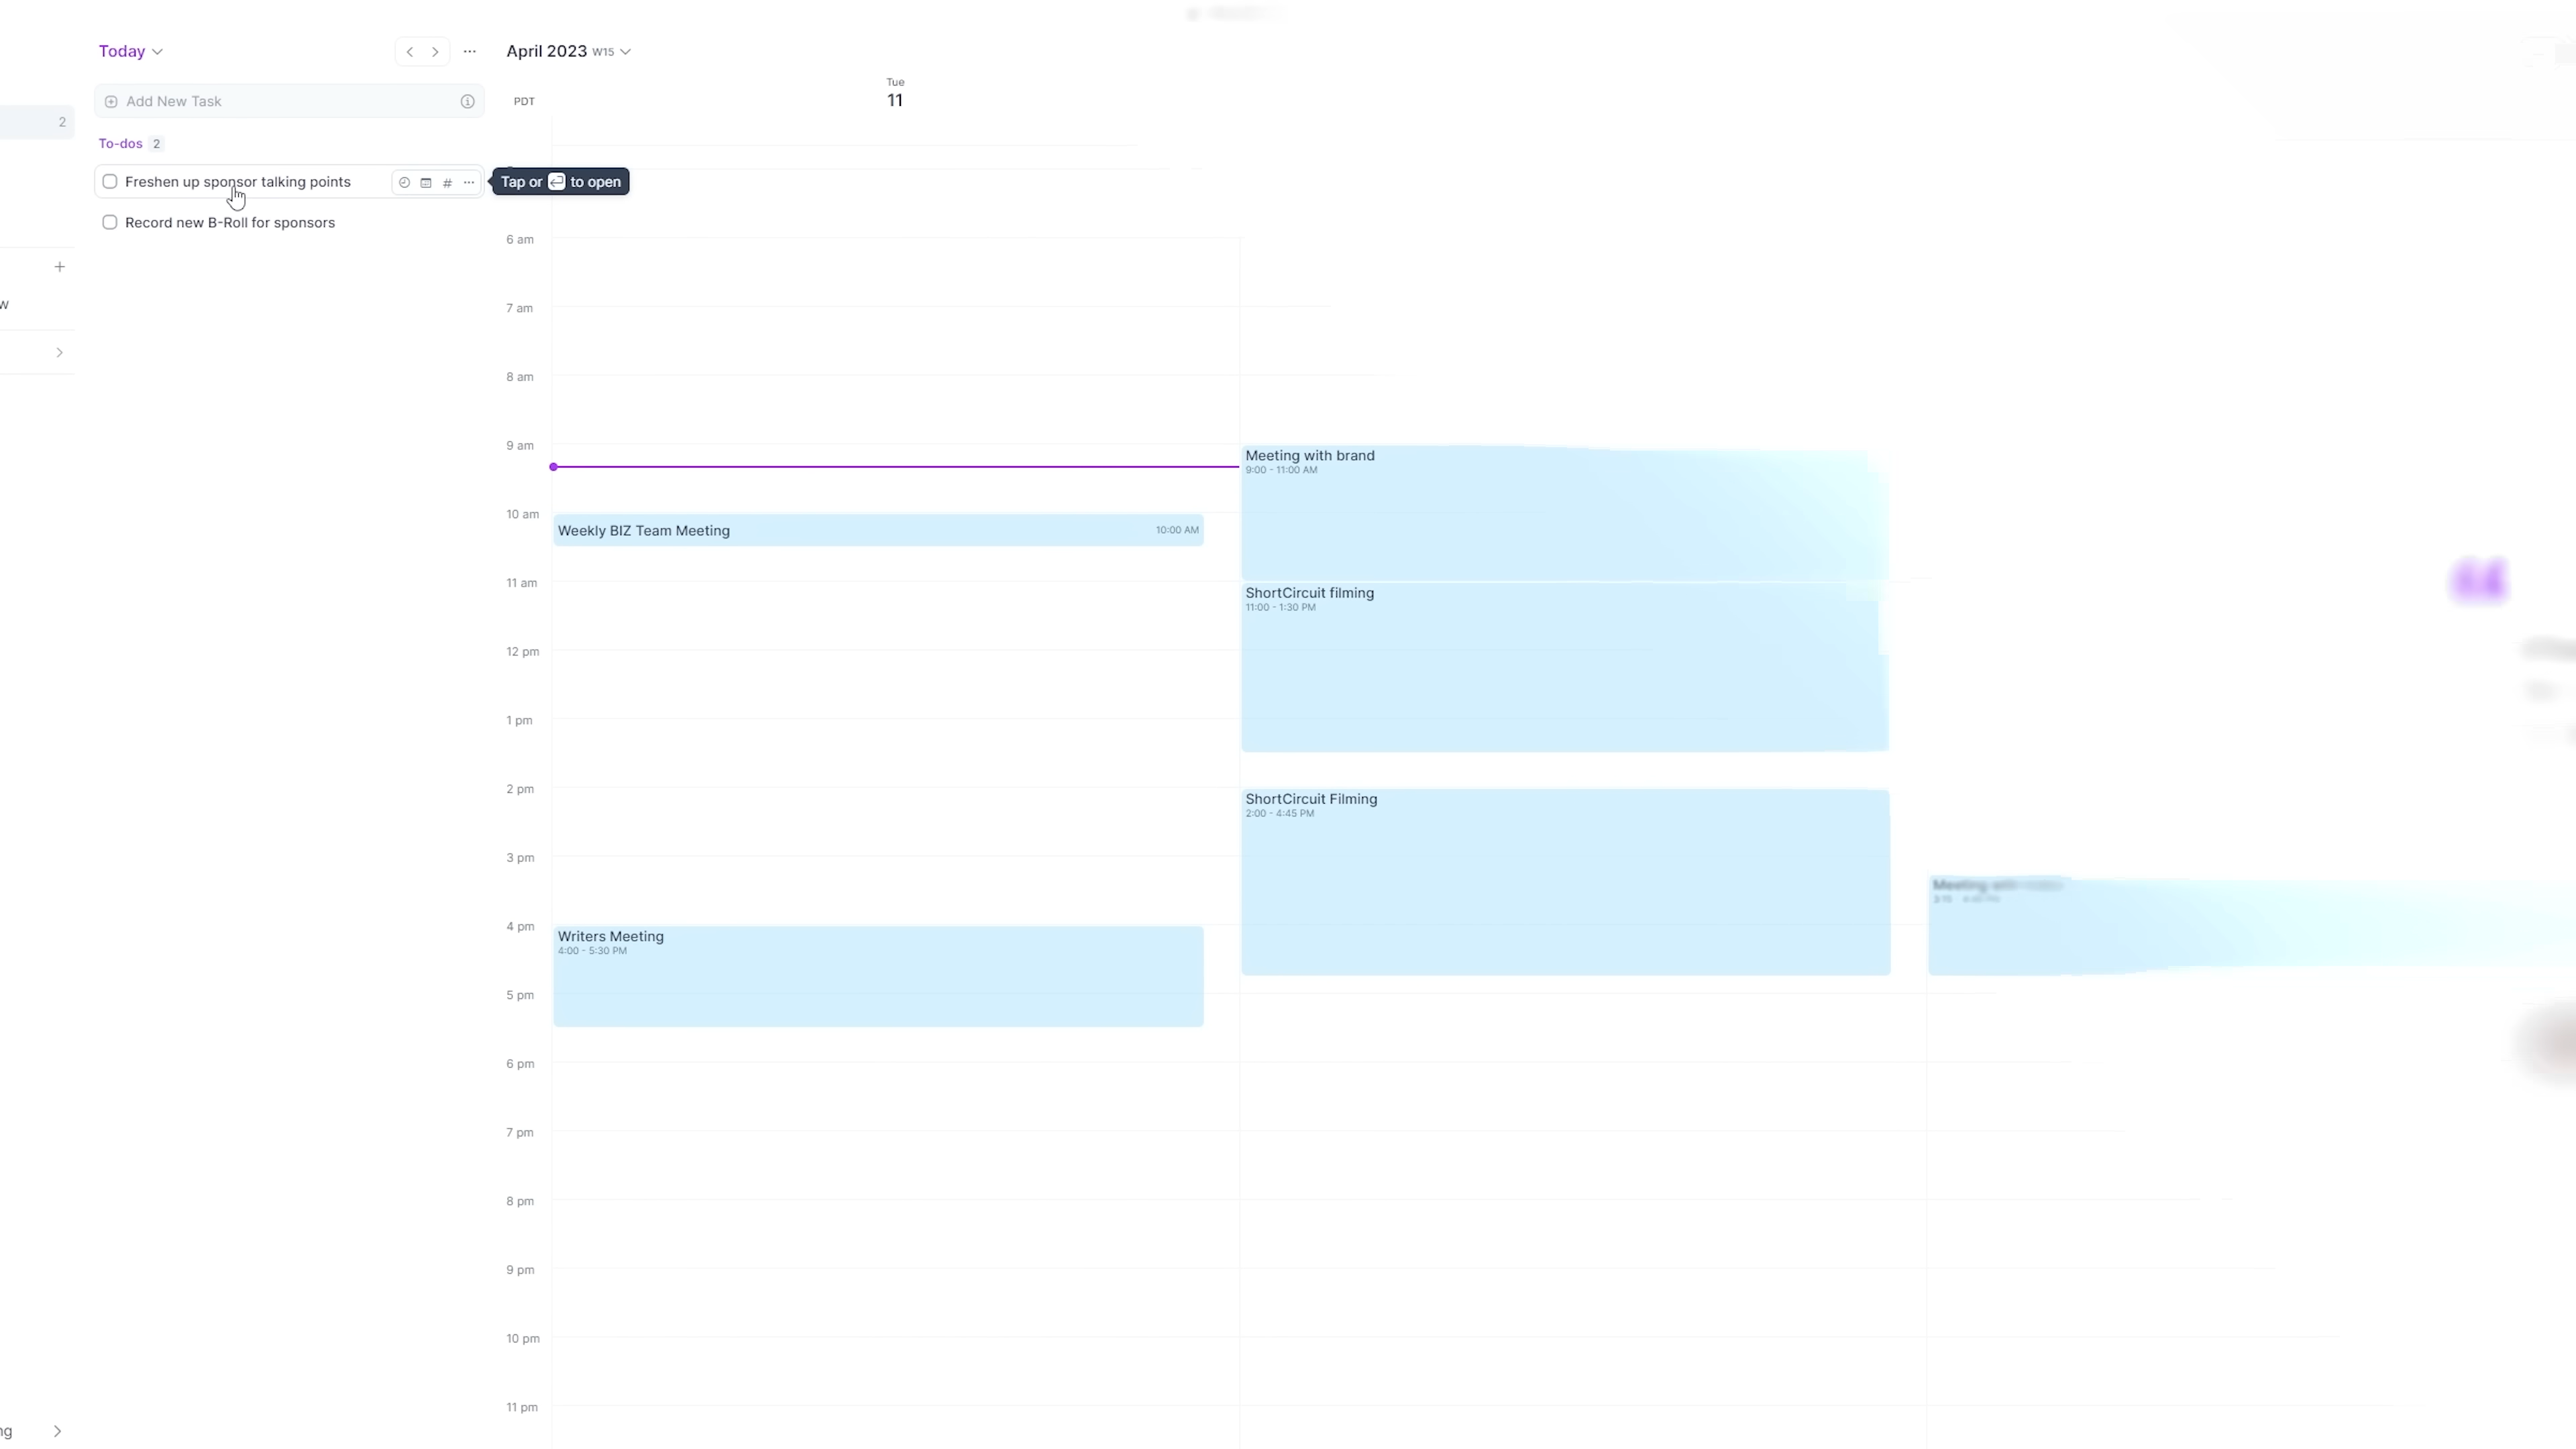 Today
April 2023 W15
Tue
11
PDT
Add New Task
2
To-dos 2
Freshen up sponsor talking points
Tap or to open
Record new B-Roll for sponsors
w
6 am
7 am
8 am
9 am
Meeting with brand
9:00 - 11:00 AM
10 am
Weekly BIZ Team Meeting
10:00 AM
11 am
ShortCircuit filming
11:00 - 1:30 PM
12 pm
1 pm
2 pm
ShortCircuit Filming
2:00 - 4:45 PM
3 pm
Meeting with
4 pm
Writers Meeting
4:00 - 5:30 PM
5 pm
6 pm
7 pm
8 pm
9 pm
10 pm
11 pm
ng